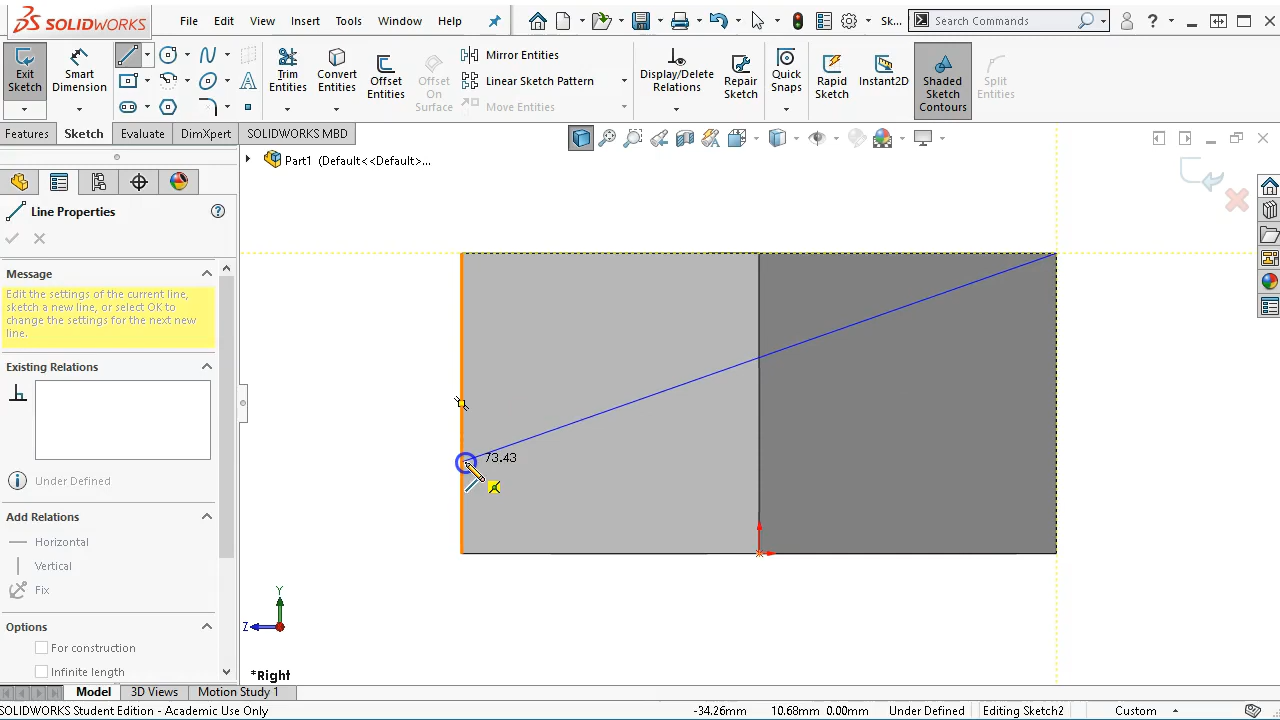 SOLIDWORKS
File Edit View Insert Tools Window Help
Sk...
Search Commands
Exit Sketch
Smart Dimension
Trim Entities
Convert Entities
Offset Entities
Offset On Surface
Mirror Entities
Linear Sketch Pattern
Move Entities
Display/Delete Relations
Repair Sketch
Quick Snaps
Rapid Sketch
Instant2D
Shaded Sketch Contours
Split Entities
Features Sketch Evaluate DimXpert SOLIDWORKS MBD
Part1 (Default<<Default>...
Line Properties
Message
Edit the settings of the current line,
sketch a new line, or select OK to
change the settings for the next new
line.
Existing Relations
Under Defined
Add Relations
Horizontal
Vertical
Fix
Options
For construction
Infinite length
73.43
Y
Z
*Right
Model 3D Views Motion Study 1
SOLIDWORKS Student Edition - Academic Use Only
-34.26mm 10.68mm 0.00mm Under Defined Editing Sketch2 Custom